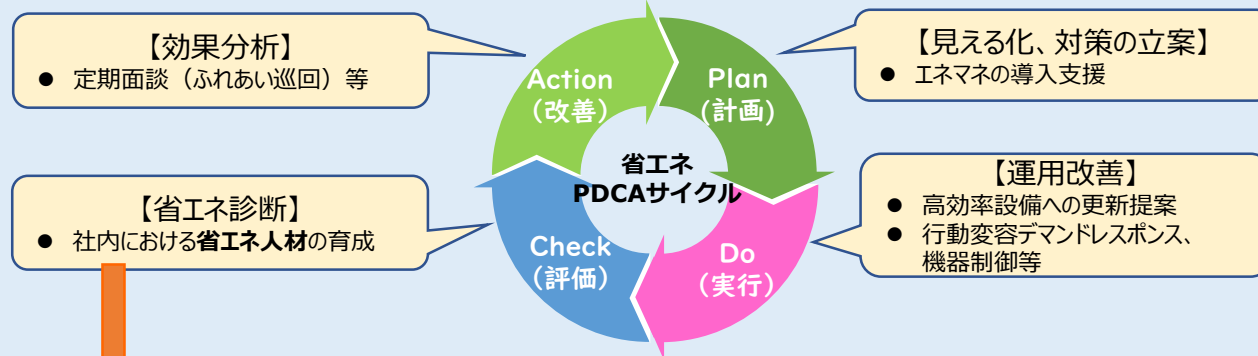 【効果分析】
● 定期面談（ふれあい巡回）等
【見える化、対策の立案】
● エネマネの導入支援
Action
（改善）
Plan
(計画)
省エネ
PDCAサイクル
【省エネ診断】
● 社内における省エネ人材の育成
【運用改善】
● 高効率設備への更新提案
● 行動変容デマンドレスポンス、
機器制御等
Check
（評価）
Do
（実行）